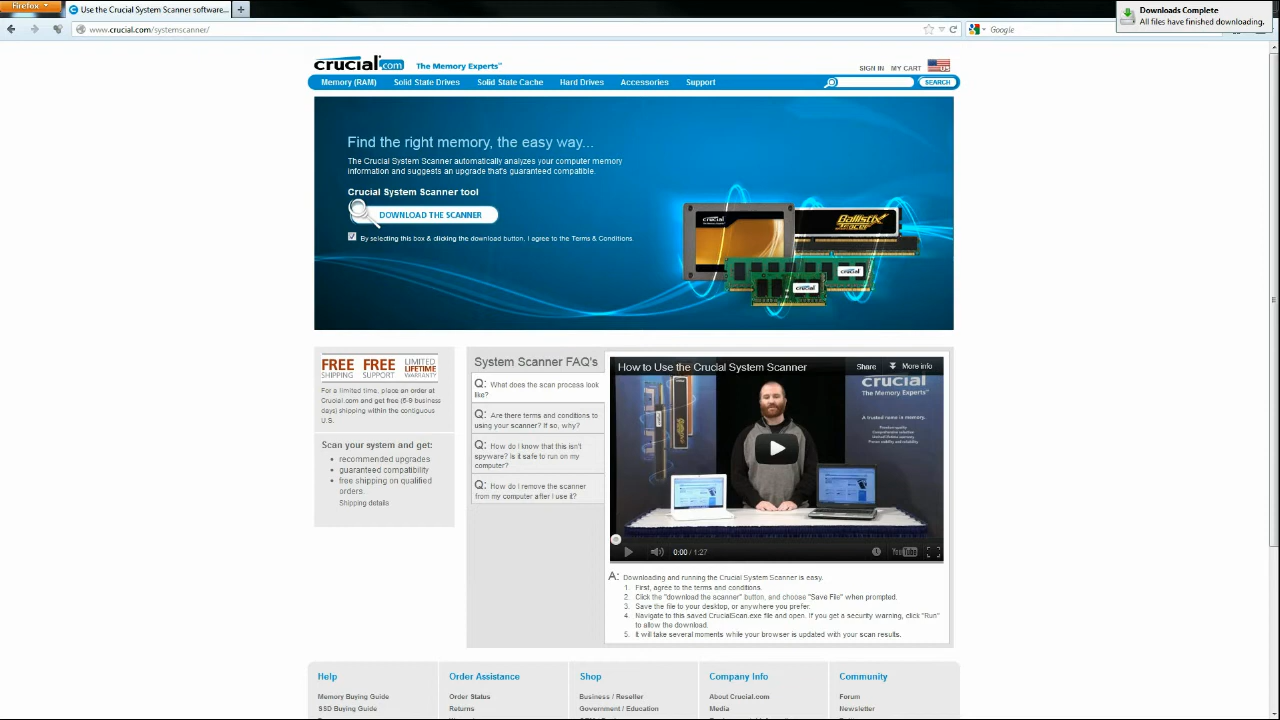 Firefox
Use the Crucial System Scanner software...
Downloads Complete
All files have finished downloading.
www.crucial.com/systemscanner/
Google
crucial.com The Memory Experts
SIGN IN MY CART
Memory (RAM) Solid State Drives Solid State Cache Hard Drives Accessories Support SEARCH
Find the right memory, the easy way...
The Crucial System Scanner automatically analyzes your computer memory
information and suggests an upgrade that's guaranteed compatible.
Crucial System Scanner tool
DOWNLOAD THE SCANNER
By selecting this box & clicking the download button, I agree to the Terms & Conditions.
crucial
Ballistix
Tracer
crucial
crucial
FREE SHIPPING FREE SUPPORT LIMITED LIFETIME WARRANTY
For a limited time, place an order at
Crucial.com and get free (5-9 business
days) shipping within the contiguous
U.S.
Scan your system and get:
recommended upgrades
guaranteed compatibility
free shipping on qualified
orders.
Shipping details
System Scanner FAQ's
Q: What does the scan process look
like?
Q: Are there terms and conditions to
using your scanner? If so, why?
Q: How do I know that this isn't
spyware? Is it safe to run on my
computer?
Q: How do I remove the scanner
from my computer after I use it?
How to Use the Crucial System Scanner Share More info
crucial
The Memory Experts
A trusted name in memory.
0:00 / 1:27 YouTube
A: Downloading and running the Crucial System Scanner is easy.
1. First, agree to the terms and conditions.
2. Click the "download the scanner" button, and choose "Save File" when prompted.
3. Save the file to your desktop, or anywhere you prefer.
4. Navigate to this saved CrucialScan.exe file and open. If you get a security warning, click "Run"
to allow the download.
5. It will take several moments while your browser is updated with your scan results.
Help Order Assistance Shop Company Info Community
Memory Buying Guide Order Status Business / Reseller About Crucial.com Forum
SSD Buying Guide Returns Government / Education Media Newsletter